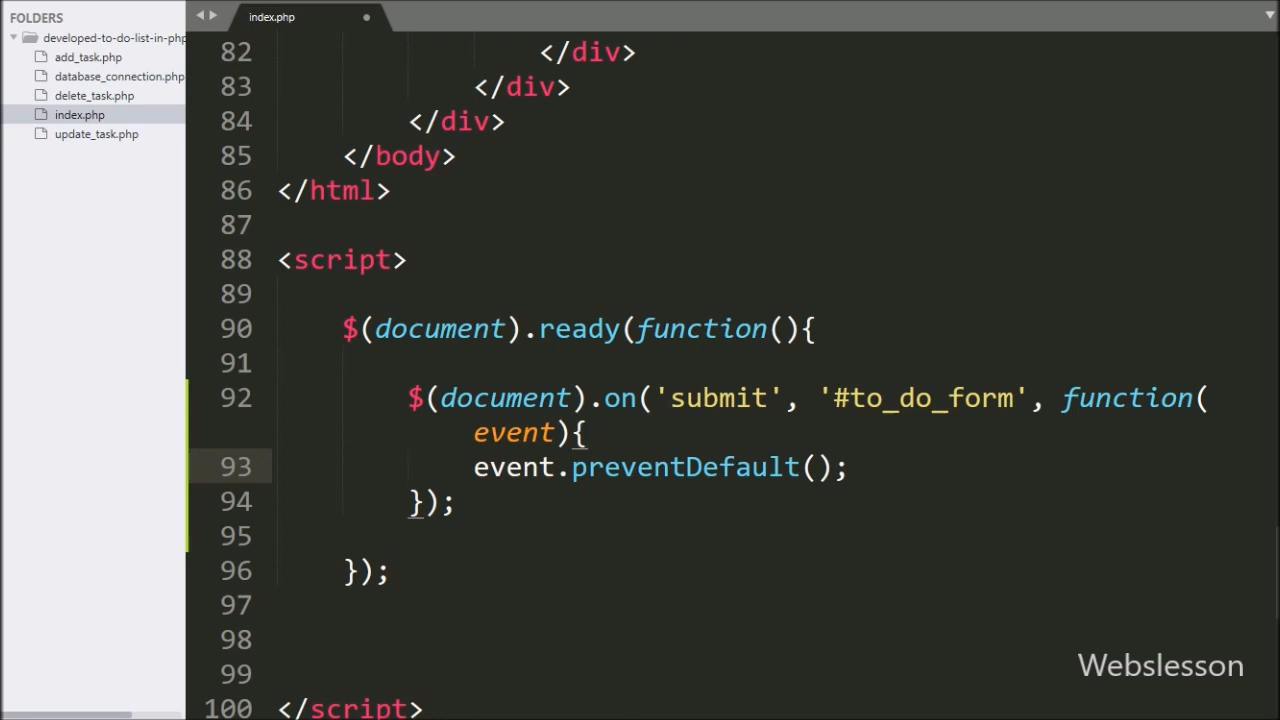 FOLDERS
developed-to-do-list-in-php
add_task.php
database_connection.php
delete_task.php
index.php
update_task.php
index.php
82 </div>
83 </div>
84 </div>
85 </body>
86 </html>
87
88 <script>
89
90 $(document).ready(function(){
91
92 $(document).on('submit', '#to_do_form', function(
event){
93 event.preventDefault();
94 });
95
96 });
97
98
99
100 </script>
Webslesson